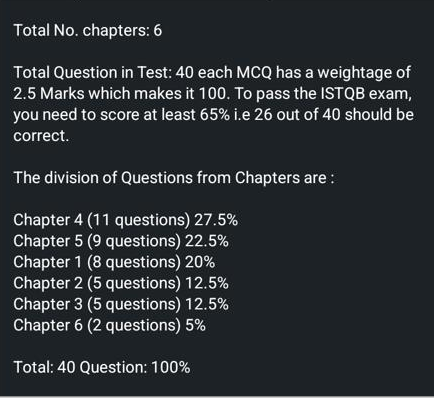 Total No. chapters: 6
Total Question in Test: 40 each MCQ has a weightage of
2.5 Marks which makes it 100. To pass the ISTQB exam,
you need to score at least 65% i.e 26 out of 40 should be
correct.
The division of Questions from Chapters are :
Chapter 4 (11 questions) 27.5%
Chapter 5 (9 questions) 22.5%
Chapter 1 (8 questions) 20%
Chapter 2 (5 questions) 12.5%
Chapter 3 (5 questions) 12.5%
Chapter 6 (2 questions) 5%
Total: 40 Question: 100%